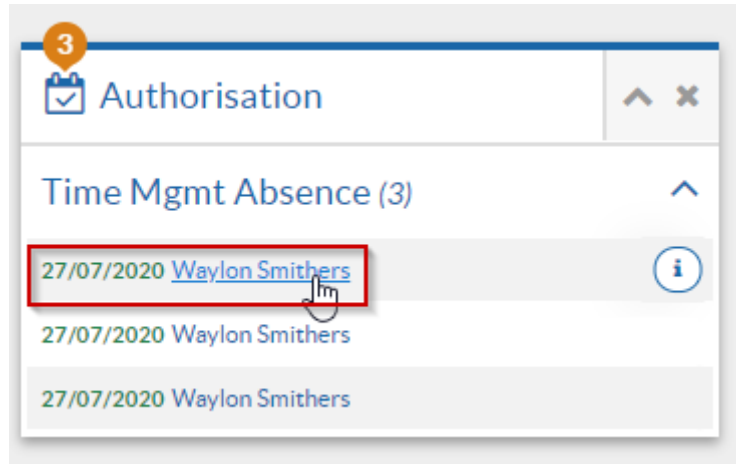 3
Authorisation
Time Mgmt Absence (3)
27/07/2020 Waylon Smithers
i
27/07/2020 Waylon Smithers
27/07/2020 Waylon Smithers